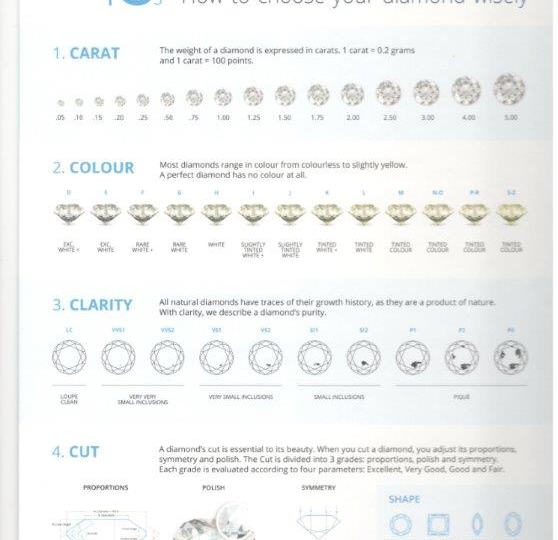 How to choose your diamond wisely
1. CARAT
The weight of a diamond is expressed in carats. 1 carat = 0.2 grams
and 1 carat = 100 points.
.05 .10 .15 .20 .25 .50 .75 1.00 1.25 1.50 1.75 2.00 2.50 3.00 4.00 5.00
2. COLOUR
Most diamonds range in colour from colourless to slightly yellow.
A perfect diamond has no colour at all.
D E F G H I J K L M N-O P-R S-Z
EXC. WHITE +
EXC. WHITE
RARE WHITE +
RARE WHITE
WHITE
SLIGHTLY TINTED WHITE +
SLIGHTLY TINTED WHITE
TINTED WHITE +
TINTED WHITE
TINTED COLOUR
TINTED COLOUR
TINTED COLOUR
TINTED COLOUR
3. CLARITY
All natural diamonds have traces of their growth history, as they are a product of nature.
With clarity, we describe a diamond's purity.
LC VVS1 VVS2 VS1 VS2 SI1 SI2 P1 P2 P3
LOUPE CLEAN
VERY VERY SMALL INCLUSIONS
VERY SMALL INCLUSIONS
SMALL INCLUSIONS
PIQUE
4. CUT
A diamond's cut is essential to its beauty. When you cut a diamond, you adjust its proportions,
symmetry and polish. The Cut is divided into 3 grades: proportions, polish and symmetry.
Each grade is evaluated according to four parameters: Excellent, Very Good, Good and Fair.
PROPORTIONS POLISH SYMMETRY
SHAPE